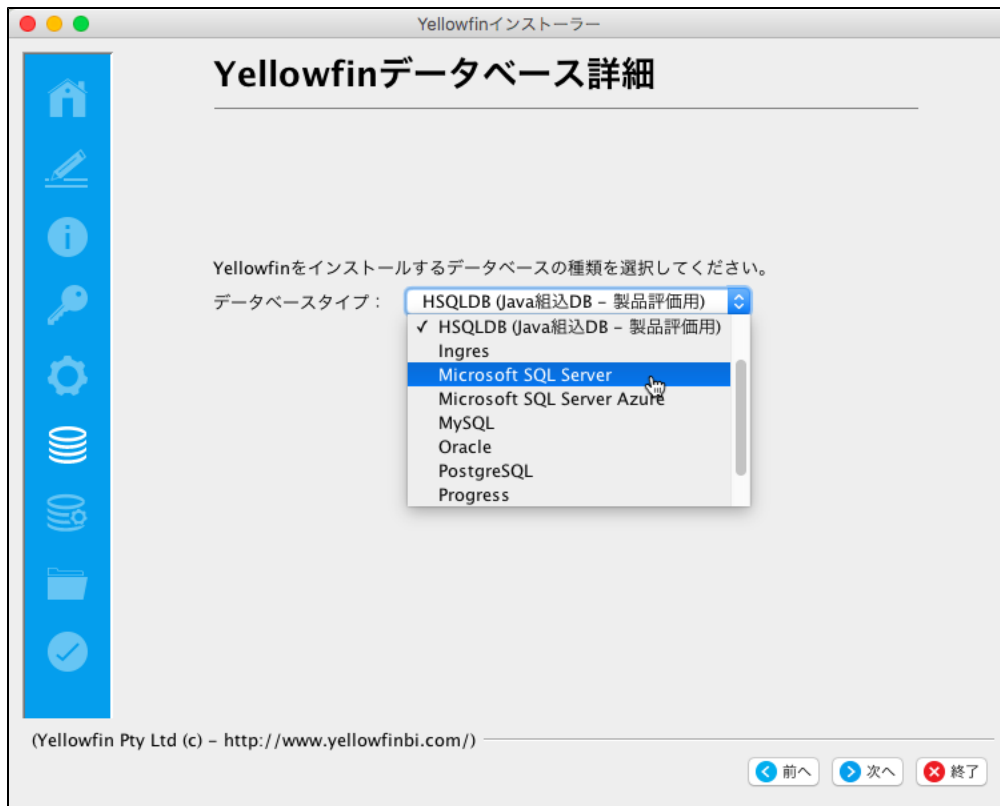 Yellowfinインストーラー
Yellowfinデータベース詳細
Yellowfinをインストールするデータベースの種類を選択してください。
データベースタイプ： HSQLDB (Java組込DB – 製品評価用)
✓ HSQLDB (Java組込DB – 製品評価用)
Ingres
Microsoft SQL Server
Microsoft SQL Server Azure
MySQL
Oracle
PostgreSQL
Progress
(Yellowfin Pty Ltd (c) – http://www.yellowfinbi.com/)
前へ 次へ 終了